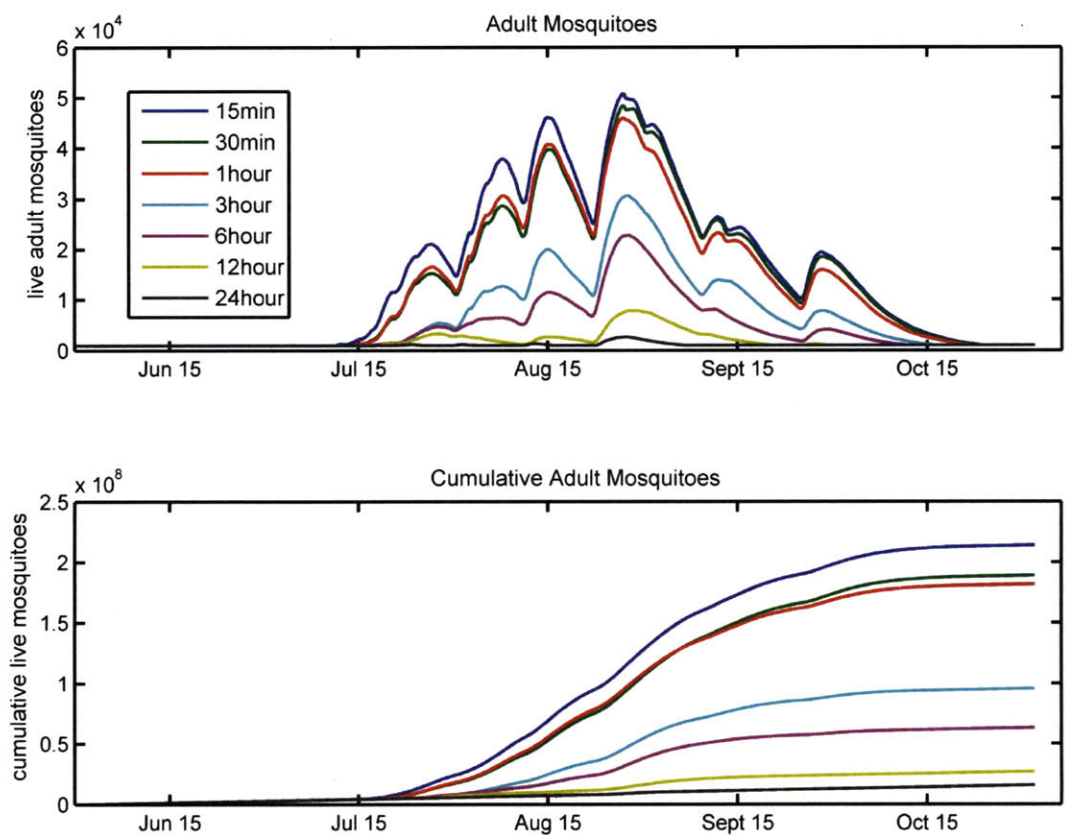 Adult Mosquitoes
x 10^4
6
5
4
3
2
1
0
live adult mosquitoes
15min
30min
1hour
3hour
6hour
12hour
24hour
Jun 15
Jul 15
Aug 15
Sept 15
Oct 15
Cumulative Adult Mosquitoes
x 10^8
2.5
2
1.5
1
0.5
0
cumulative live mosquitoes
Jun 15
Jul 15
Aug 15
Sept 15
Oct 15